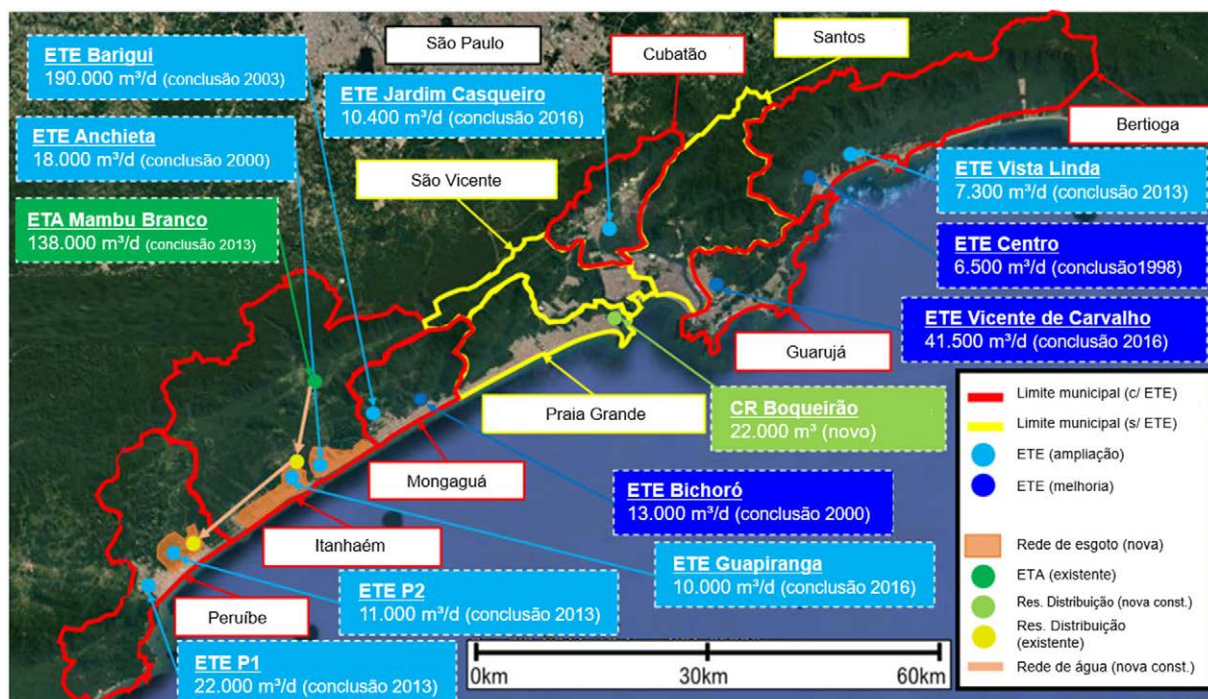 São Paulo
Santos
Cubatão
ETE Barigui
190.000 m³/d (conclusão 2003)
ETE Jardim Casqueiro
10.400 m³/d (conclusão 2016)
Bertioga
ETE Anchieta
18.000 m³/d (conclusão 2000)
São Vicente
ETE Vista Linda
7.300 m³/d (conclusão 2013)
ETA Mambu Branco
138.000 m³/d (conclusão 2013)
ETE Centro
6.500 m³/d (conclusão1998)
ETE Vicente de Carvalho
41.500 m³/d (conclusão 2016)
Guarujá
Praia Grande
CR Boqueirão
22.000 m³ (novo)
Mongaguá
ETE Bichoró
13.000 m³/d (conclusão 2000)
Itanhaém
ETE Guapiranga
10.000 m³/d (conclusão 2016)
ETE P2
11.000 m³/d (conclusão 2013)
Peruíbe
ETE P1
22.000 m³/d (conclusão 2013)
Limite municipal (c/ ETE)
Limite municipal (s/ ETE)
ETE (ampliação)
ETE (melhoria)
Rede de esgoto (nova)
ETA (existente)
Res. Distribuição (nova const.)
Res. Distribuição
(existente)
Rede de água (nova const.)
0km
30km
60km